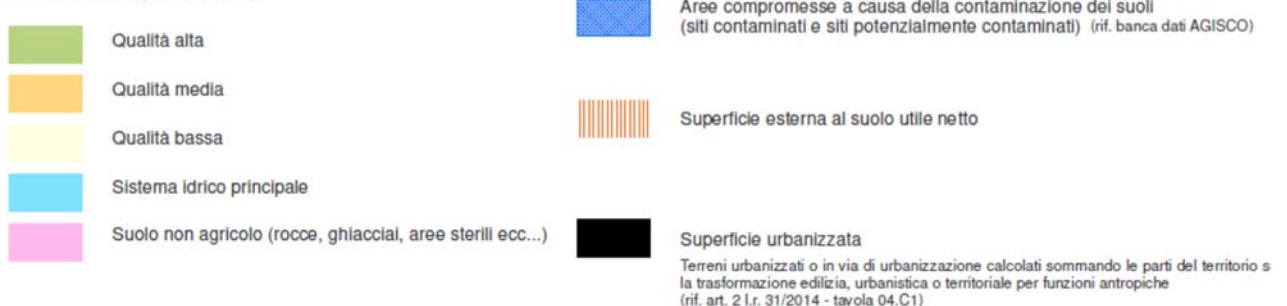 Qualità alta
Qualità media
Qualità bassa
Sistema idrico principale
Suolo non agricolo (rocce, ghiacciai, aree sterili ecc...)
Aree compromesse a causa della contaminazione dei suoli
(siti contaminati e siti potenzialmente contaminati) (rif. banca dati AGISCO)
Superficie esterna al suolo utile netto
Superficie urbanizzata
Terreni urbanizzati o in via di urbanizzazione calcolati sommando le parti del territorio s
la trasformazione edilizia, urbanistica o territoriale per funzioni antropiche
(rif. art. 2 l.r. 31/2014 - tavola 04.C1)